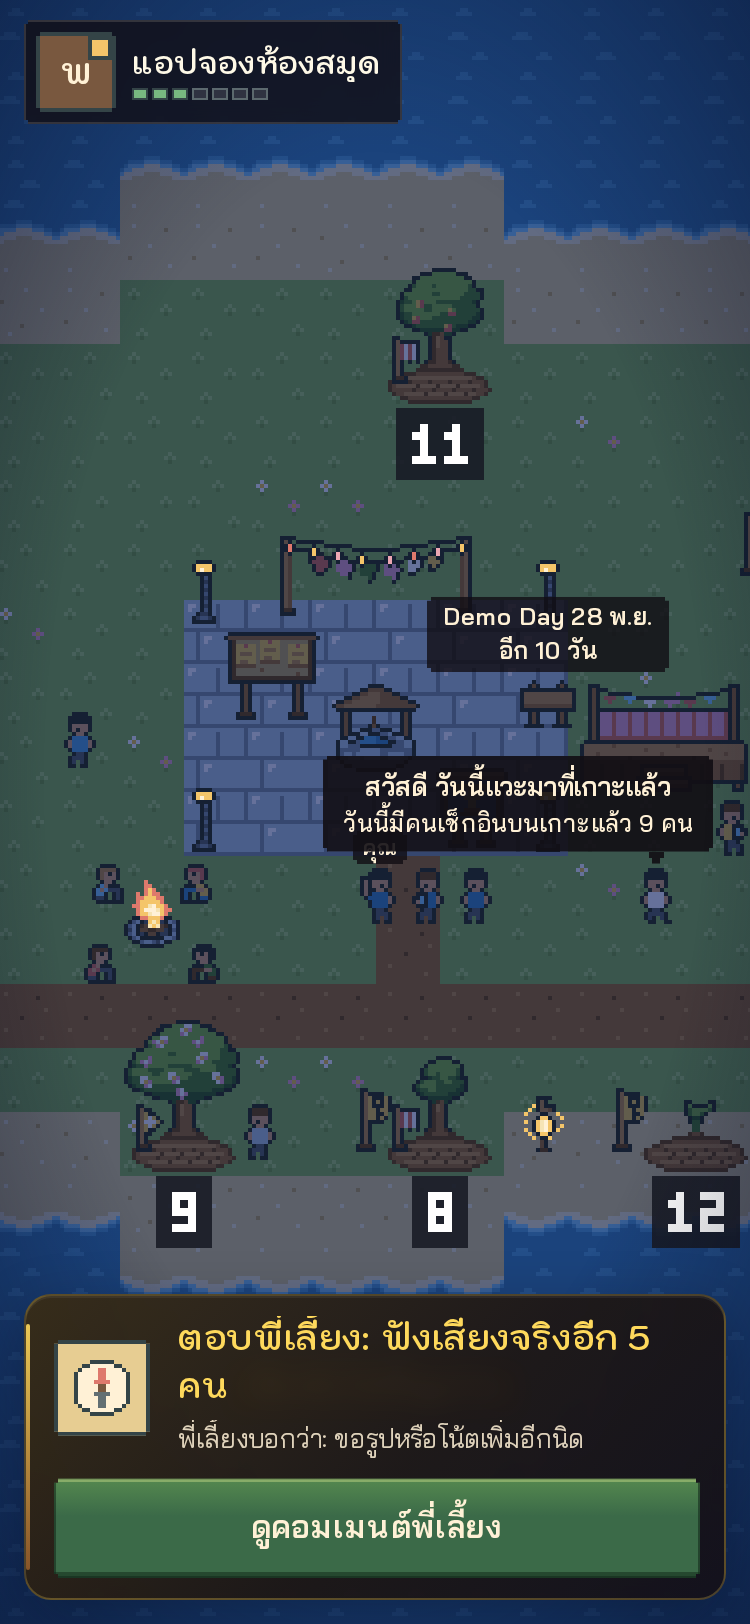 พ
แอปจองห้องสมุด
11
Demo Day 28 พ.ย.
อีก 10 วัน
สวัสดี วันนี้แวะมาที่เกาะแล้ว
วันนี้มีคนเช็กอินบนเกาะแล้ว 9 คน
คุณ
9
8
12
ตอบพี่เลี้ยง: ฟังเสียงจริงอีก 5
คน
พี่เลี้ยงบอกว่า: ขอรูปหรือโน้ตเพิ่มอีกนิด
ดูคอมเมนต์พี่เลี้ยง